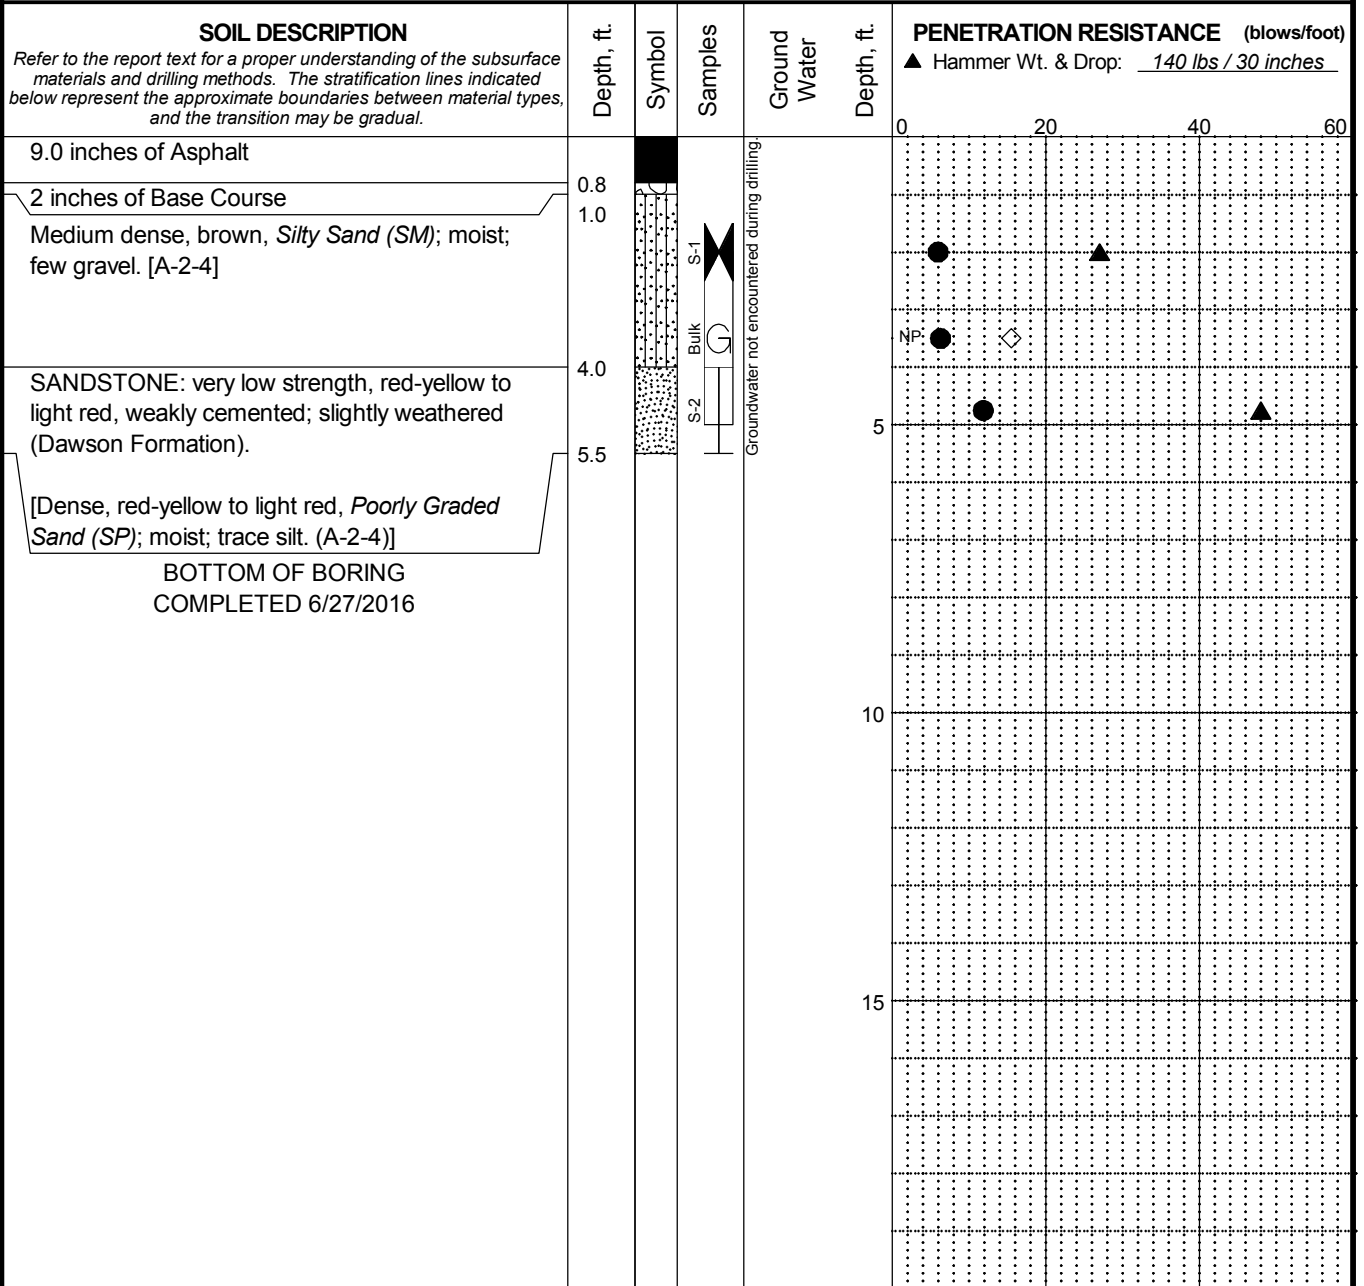 SOIL DESCRIPTION
Refer to the report text for a proper understanding of the subsurface
materials and drilling methods. The stratification lines indicated
below represent the approximate boundaries between material types,
and the transition may be gradual.
Depth, ft.
Symbol
Samples
Ground
Water
Depth, ft.
PENETRATION RESISTANCE (blows/foot)
▲ Hammer Wt. & Drop: 140 lbs / 30 inches
0 20 40 60
9.0 inches of Asphalt
0.8
2 inches of Base Course
1.0
Medium dense, brown, Silty Sand (SM); moist;
few gravel. [A-2-4]
S-1
Bulk
G
NP
4.0
SANDSTONE: very low strength, red-yellow to
light red, weakly cemented; slightly weathered
(Dawson Formation).
S-2
5
5.5
Groundwater not encountered during drilling.
[Dense, red-yellow to light red, Poorly Graded
Sand (SP); moist; trace silt. (A-2-4)]
BOTTOM OF BORING
COMPLETED 6/27/2016
10
15